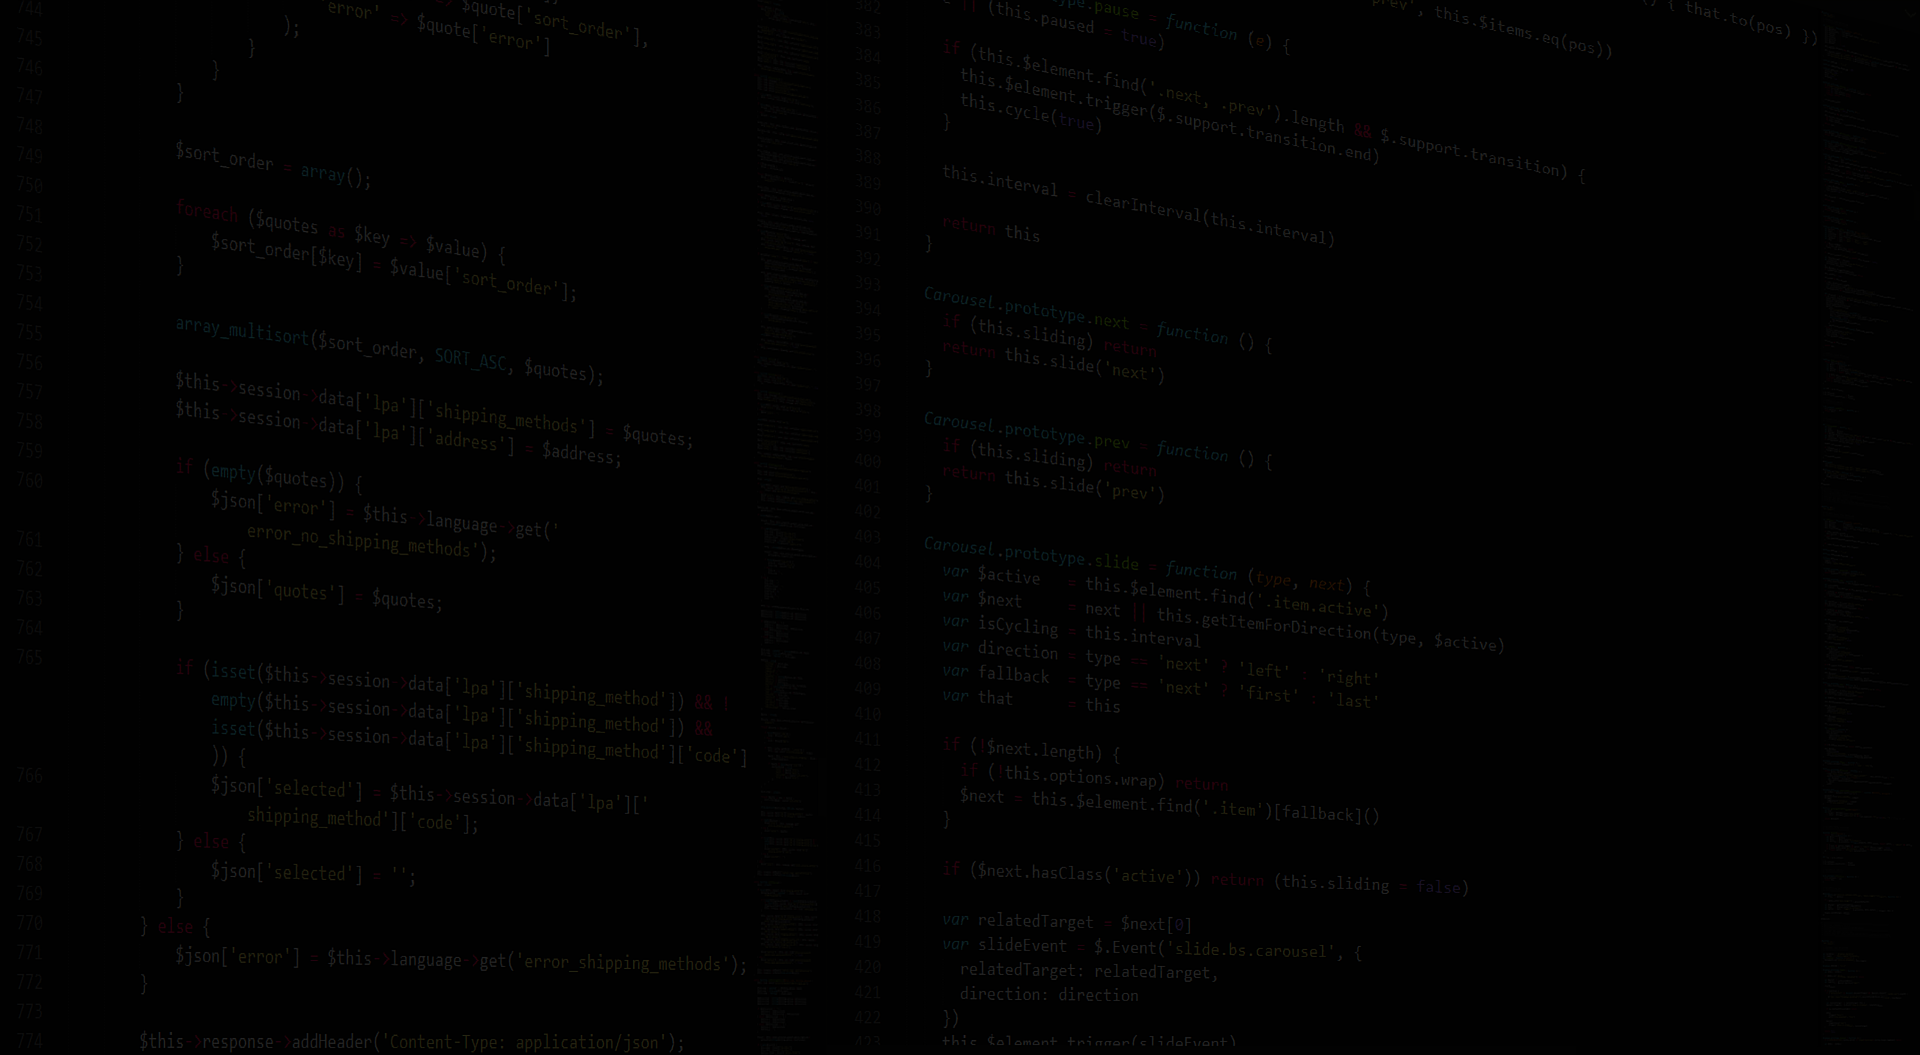 744
745
746
747
748
749
750
751
752
753
754
755
756
757
758
759
760
761
762
763
764
765
766
767
768
769
770
771
772
773
774
=> $quote['sort_order'],
'error' => $quote['error']
);
}
}
}
$sort_order = array();
foreach ($quotes as $key => $value) {
$sort_order[$key] = $value['sort_order'];
}
array_multisort($sort_order, SORT_ASC, $quotes);
$this->session->data['lpa']['shipping_methods'] = $quotes;
$this->session->data['lpa']['address'] = $address;
if (empty($quotes)) {
$json['error'] = $this->language->get('
error_no_shipping_methods');
} else {
$json['quotes'] = $quotes;
}
if (isset($this->session->data['lpa']['shipping_method']) && !
empty($this->session->data['lpa']['shipping_method']) &&
isset($this->session->data['lpa']['shipping_method']['code']
)) {
$json['selected'] = $this->session->data['lpa']['
shipping_method']['code'];
} else {
$json['selected'] = '';
}
} else {
$json['error'] = $this->language->get('error_shipping_methods');
}
$this->response->addHeader('Content-Type: application/json');
382
383
384
385
386
387
388
389
390
391
392
393
394
395
396
397
398
399
400
401
402
403
404
405
406
407
408
409
410
411
412
413
414
415
416
417
418
419
420
421
422
423
() { that.to(pos) })
prev', this.$items.eq(pos))
.pause = function (e) {
|| (this.paused = true)
if (this.$element.find('.next, .prev').length && $.support.transition) {
this.$element.trigger($.support.transition.end)
this.cycle(true)
}
this.interval = clearInterval(this.interval)
return this
}
Carousel.prototype.next = function () {
if (this.sliding) return
return this.slide('next')
}
Carousel.prototype.prev = function () {
if (this.sliding) return
return this.slide('prev')
}
Carousel.prototype.slide = function (type, next) {
var $active = this.$element.find('.item.active')
var $next = next || this.getItemForDirection(type, $active)
var isCycling = this.interval
var direction = type == 'next' ? 'left' : 'right'
var fallback = type == 'next' ? 'first' : 'last'
var that = this
if (!$next.length) {
if (!this.options.wrap) return
$next = this.$element.find('.item')[fallback]()
}
if ($next.hasClass('active')) return (this.sliding = false)
var relatedTarget = $next[0]
var slideEvent = $.Event('slide.bs.carousel', {
relatedTarget: relatedTarget,
direction: direction
})
this.$element.trigger(slideEvent)